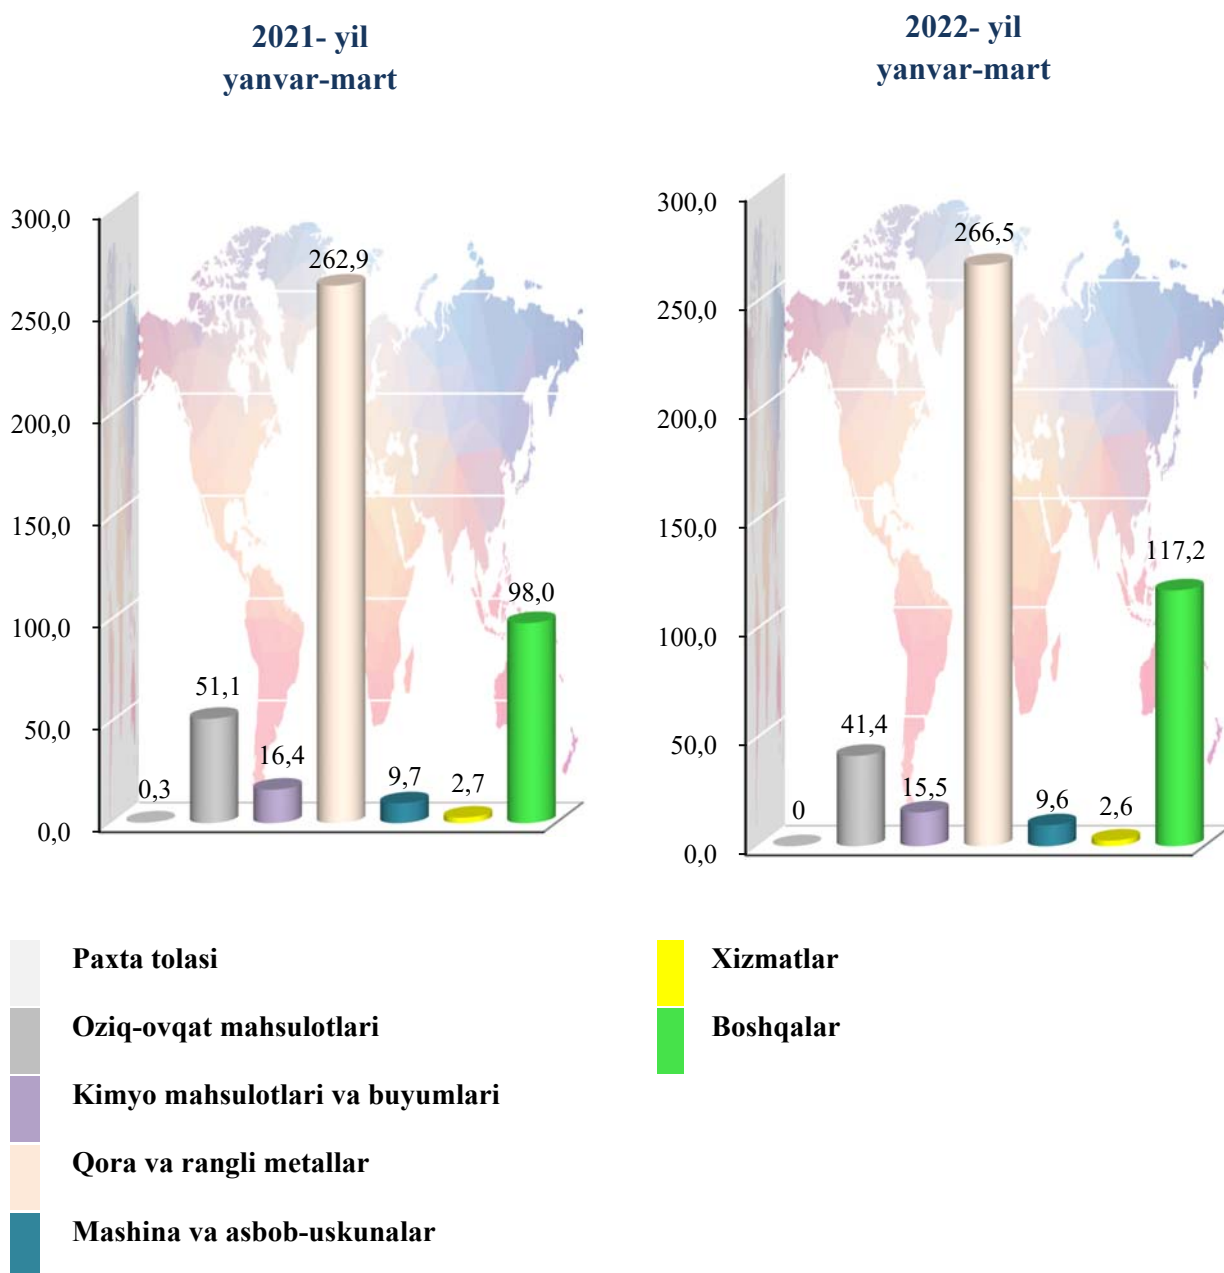 2021- yil
yanvar-mart
300,0
250,0
200,0
150,0
100,0
50,0
0,0
0,3
51,1
16,4
262,9
9,7
2,7
98,0
2022- yil
yanvar-mart
300,0
250,0
200,0
150,0
100,0
50,0
0,0
0
41,4
15,5
266,5
9,6
2,6
117,2
Paxta tolasi
Oziq-ovqat mahsulotlari
Kimyo mahsulotlari va buyumlari
Qora va rangli metallar
Mashina va asbob-uskunalar
Xizmatlar
Boshqalar